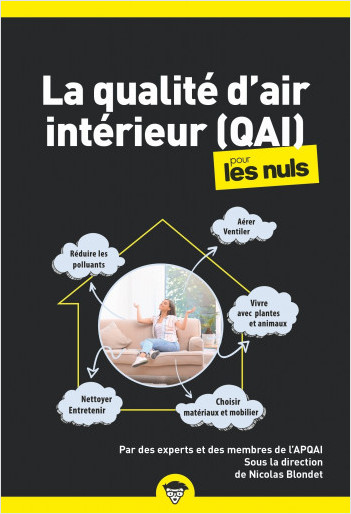 La qualité d’air
intérieur (QAI)
pour
les nuls
Aérer
Ventiler
Réduire les
polluants
Vivre
avec plantes
et animaux
Nettoyer
Entretenir
Choisir
matériaux et mobilier
Par des experts et des membres de l’APQAI
Sous la direction
de Nicolas Blondet